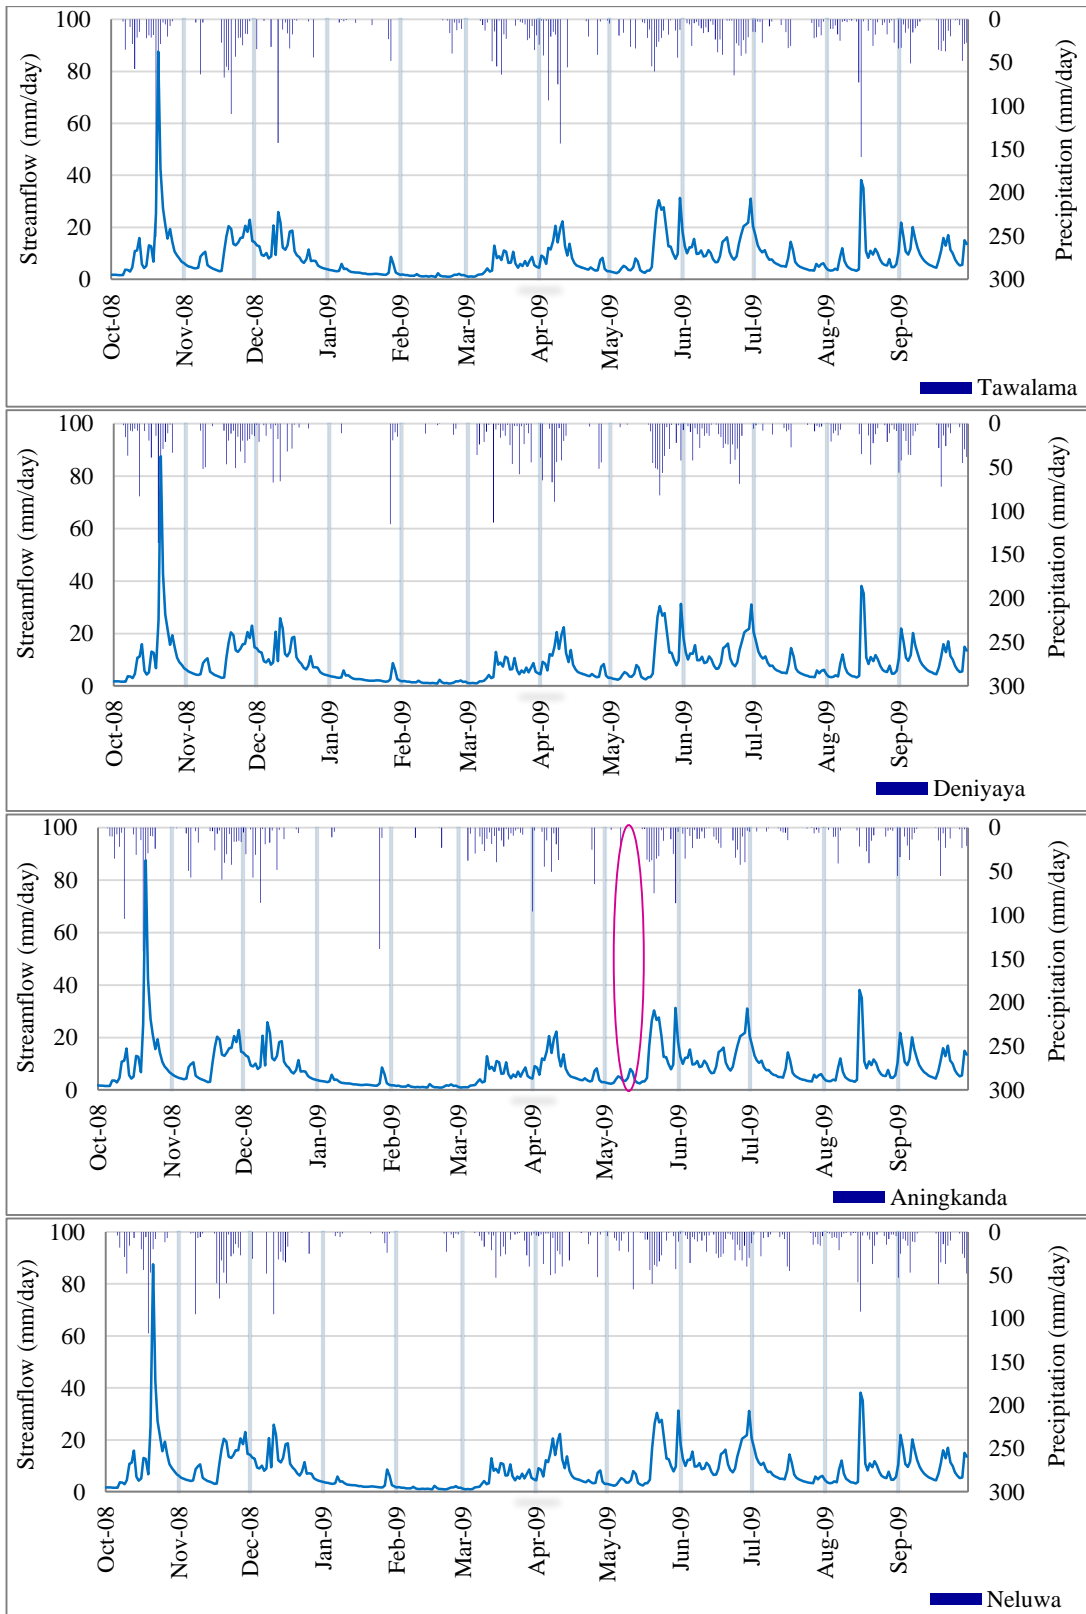 Streamflow (mm/day)
100
80
60
40
20
0
Precipitation (mm/day)
0
50
100
150
200
250
300
Oct-08
Nov-08
Dec-08
Jan-09
Feb-09
Mar-09
Apr-09
May-09
Jun-09
Jul-09
Aug-09
Sep-09
Tawalama
Streamflow (mm/day)
100
80
60
40
20
0
Precipitation (mm/day)
0
50
100
150
200
250
300
Oct-08
Nov-08
Dec-08
Jan-09
Feb-09
Mar-09
Apr-09
May-09
Jun-09
Jul-09
Aug-09
Sep-09
Deniyaya
Streamflow (mm/day)
100
80
60
40
20
0
Precipitation (mm/day)
0
50
100
150
200
250
300
Oct-08
Nov-08
Dec-08
Jan-09
Feb-09
Mar-09
Apr-09
May-09
Jun-09
Jul-09
Aug-09
Sep-09
Aningkanda
Streamflow (mm/day)
100
80
60
40
20
0
Precipitation (mm/day)
0
50
100
150
200
250
300
Oct-08
Nov-08
Dec-08
Jan-09
Feb-09
Mar-09
Apr-09
May-09
Jun-09
Jul-09
Aug-09
Sep-09
Neluwa